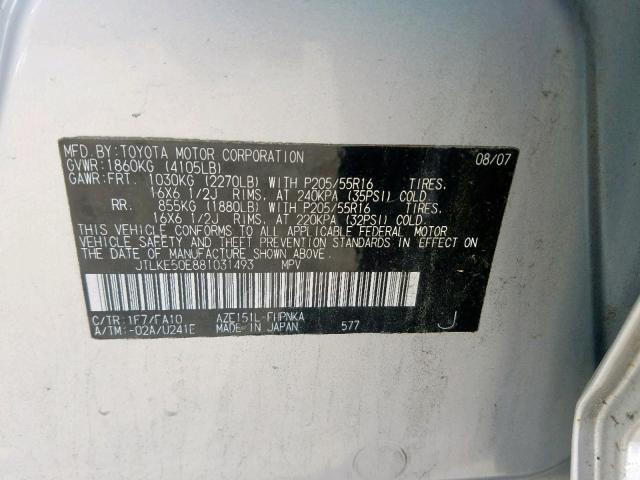 MFD. BY: TOYOTA MOTOR CORPORATION 08/07
GVWR: 1860KG (4105LB)
GAWR: FRT. 1030KG (2270LB) WITH P205/55R16 TIRES,
16X6 1/2J RIMS, AT 240KPA (35PSI) COLD
RR. 855KG (1880LB) WITH P205/55R16 TIRES,
16X6 1/2J RIMS, AT 220KPA (32PSI) COLD.
THIS VEHICLE CONFORMS TO ALL APPLICABLE FEDERAL MOTOR
VEHICLE SAFETY AND THEFT PREVENTION STANDARDS IN EFFECT ON
THE DATE OF MANUFACTURE SHOWN ABOVE.
JTLKE50E881031493 MPV
C/TR: 1F7/FA10 AZE151L-FHPNKA
A/TM: -02A/U241E MADE IN JAPAN 577 J